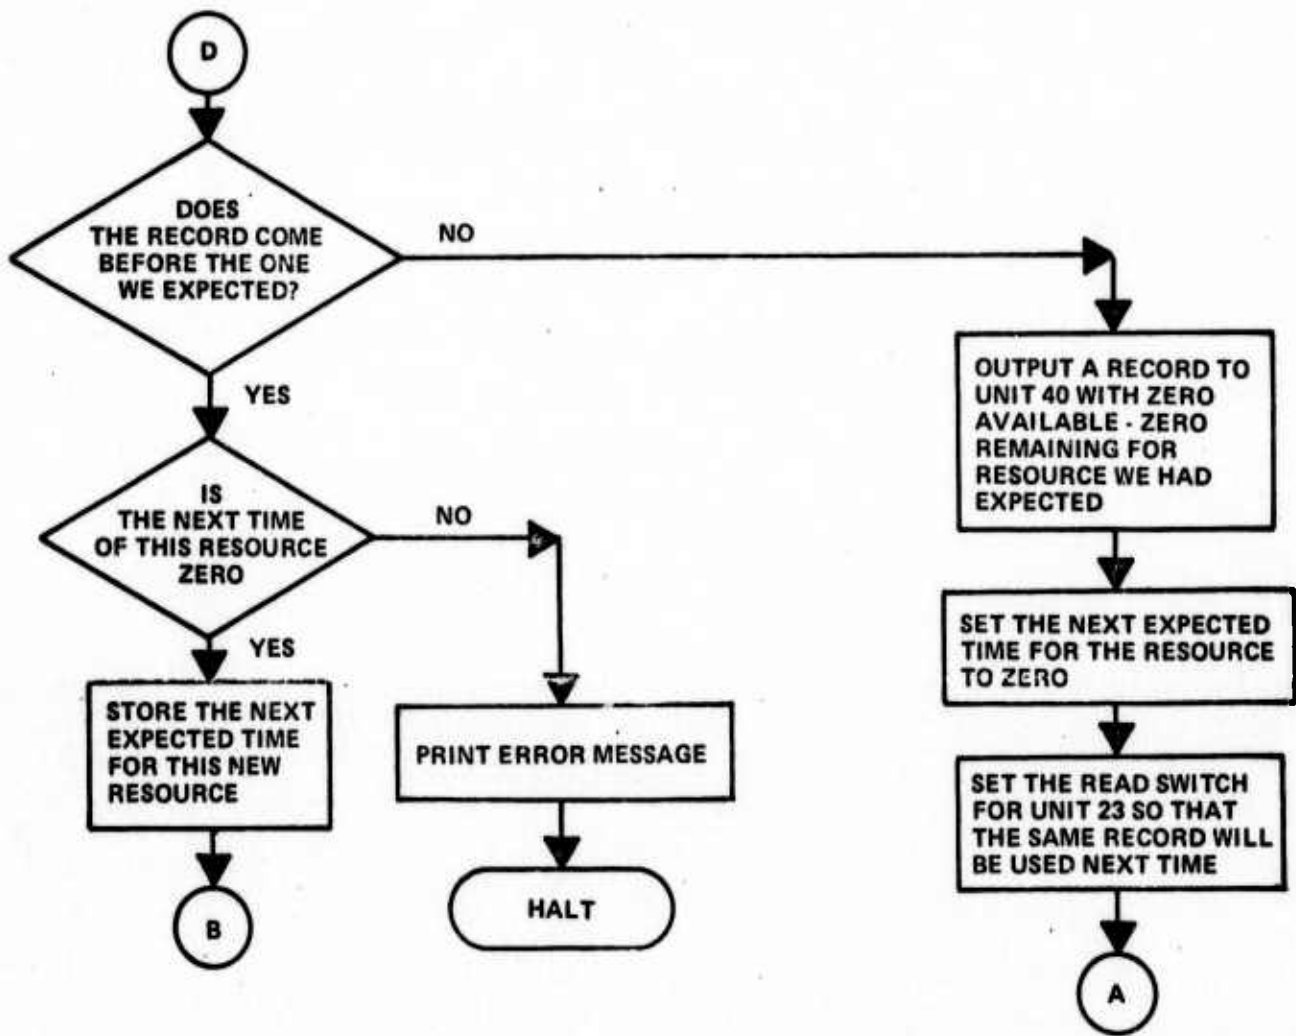 D
DOES
THE RECORD COME
BEFORE THE ONE
WE EXPECTED?
NO
YES
IS
THE NEXT TIME
OF THIS RESOURCE
ZERO
NO
YES
STORE THE NEXT
EXPECTED TIME
FOR THIS NEW
RESOURCE
B
PRINT ERROR MESSAGE
HALT
OUTPUT A RECORD TO
UNIT 40 WITH ZERO
AVAILABLE - ZERO
REMAINING FOR
RESOURCE WE HAD
EXPECTED
SET THE NEXT EXPECTED
TIME FOR THE RESOURCE
TO ZERO
SET THE READ SWITCH
FOR UNIT 23 SO THAT
THE SAME RECORD WILL
BE USED NEXT TIME
A